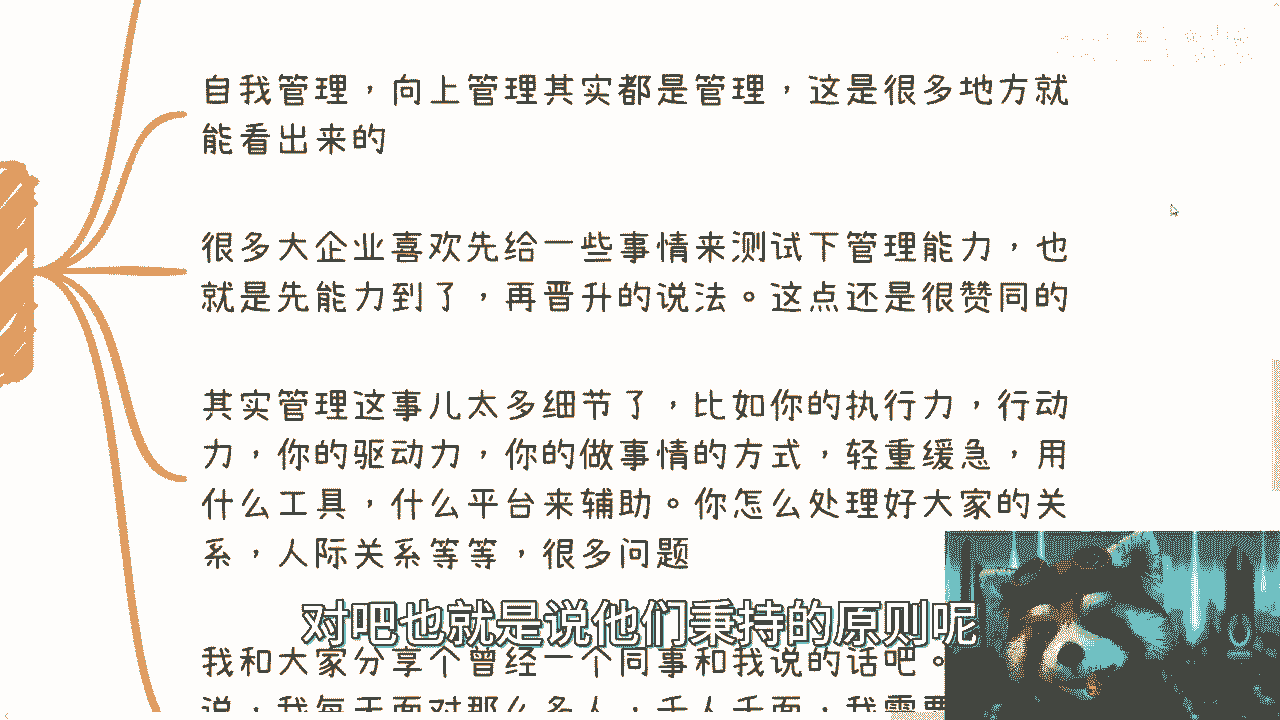 自我管理，向上管理其实都是管理，这是很多地方就
能看出来的
很多大企业喜欢先给一些事情来测试下管理能力，也
就是先能力到了，再晋升的说法。这点还是很赞同的
其实管理这事儿太多细节了，比如你的执行力，行动
力，你的驱动力，你的做事情的方式，轻重缓急，用
什么工具，什么平台来辅助。你怎么处理好大家的关
系，人际关系等等，很多问题
对吧也就是说他们秉持的原则呢
我和大家分享个曾经一个同事和我说的话吧。
说，我每天面对那么多人，千人千面，我需要